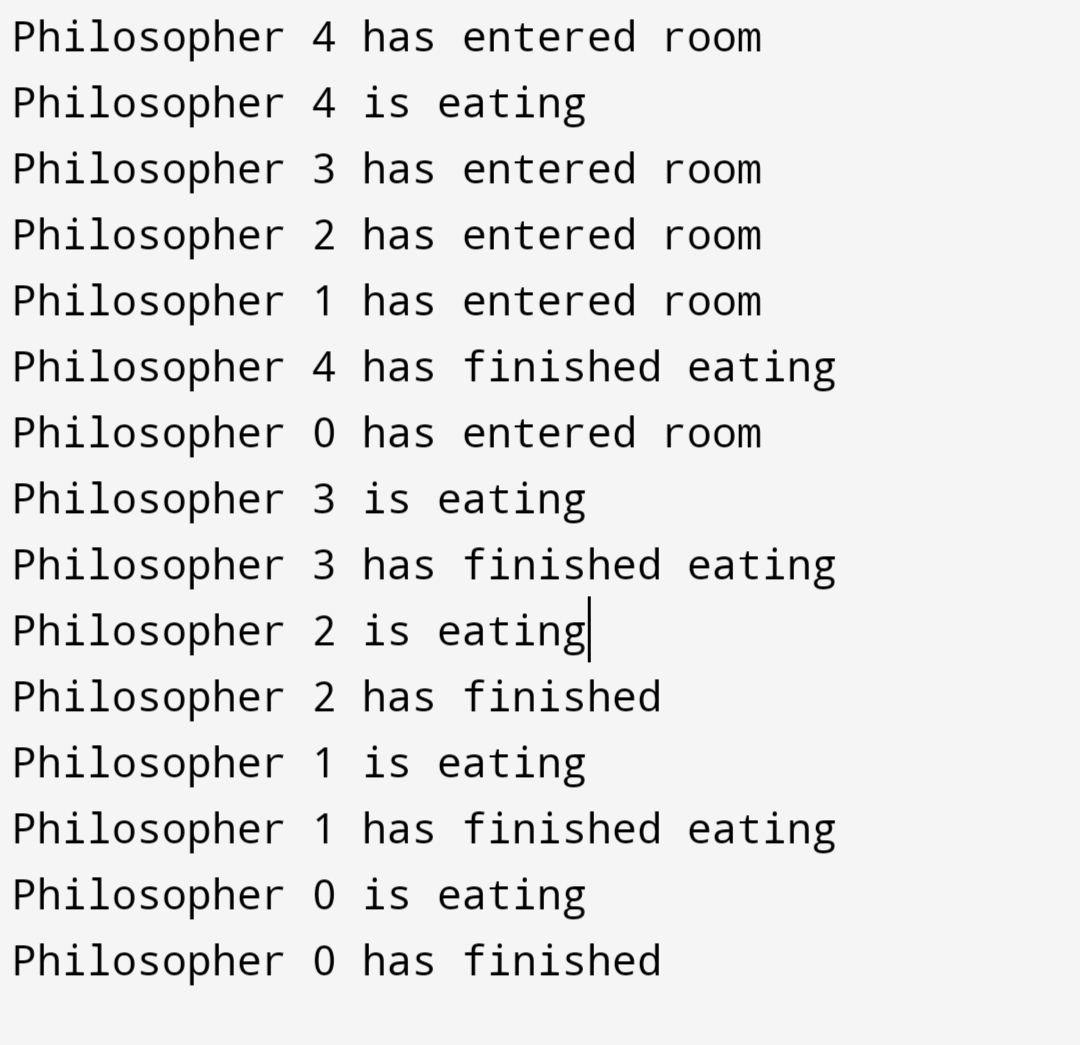 Philosopher 4 has entered room
Philosopher 4 is eating
Philosopher 3 has entered room
Philosopher 2 has entered room
Philosopher 1 has entered room
Philosopher 4 has finished eating
Philosopher 0 has entered room
Philosopher 3 is eating
Philosopher 3 has finished eating
Philosopher 2 is eating
Philosopher 2 has finished
Philosopher 1 is eating
Philosopher 1 has finished eating
Philosopher 0 is eating
Philosopher 0 has finished